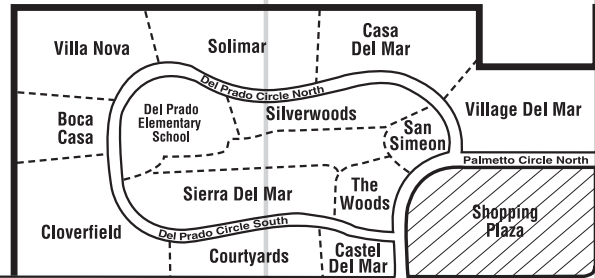 Villa Nova
Solimar
Casa
Del Mar
Del Prado Circle North
Boca
Casa
Del Prado
Elementary
School
Silverwoods
San
Simeon
Village Del Mar
Palmetto Circle North
Sierra Del Mar
The
Woods
Shopping
Plaza
Cloverfield
Del Prado Circle South
Courtyards
Castel
Del Mar